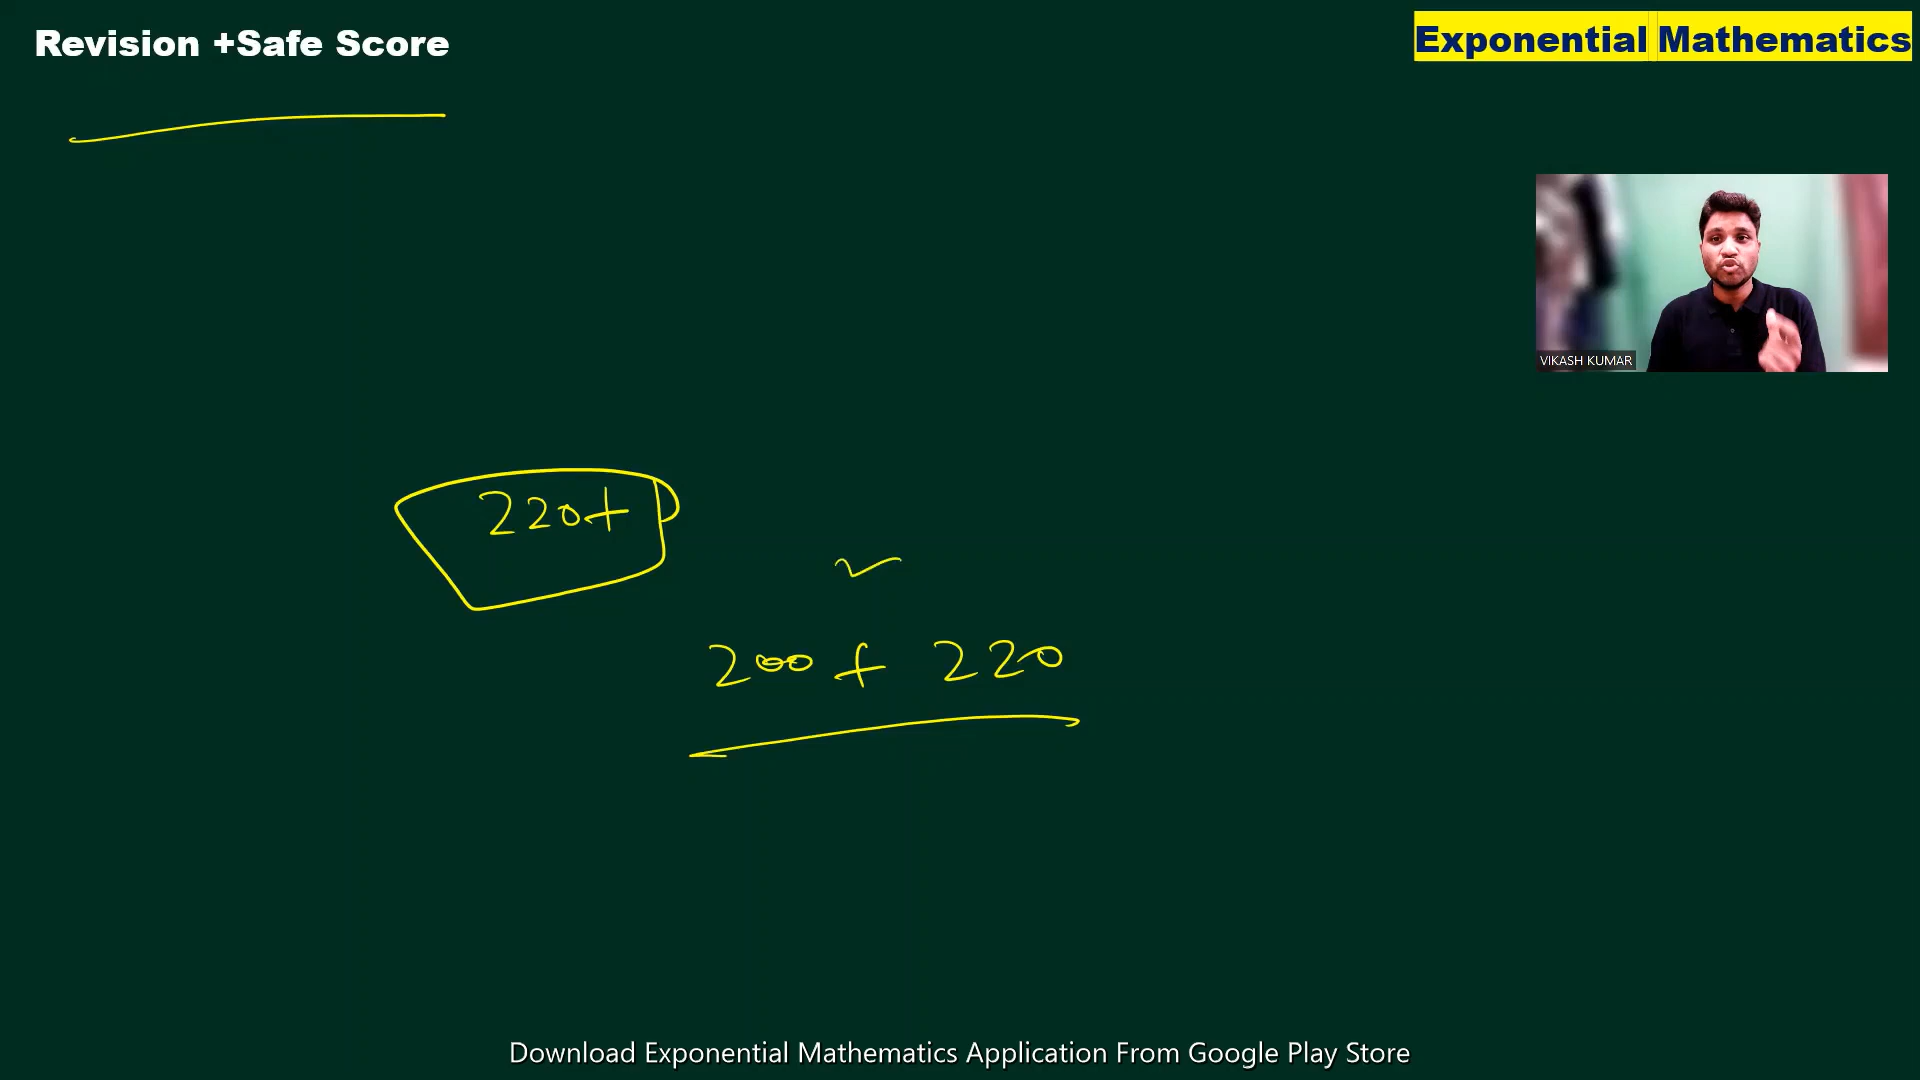 Revision +Safe Score
Exponential Mathematics
VIKASH KUMAR
220+
200+ 220
Download Exponential Mathematics Application From Google Play Store